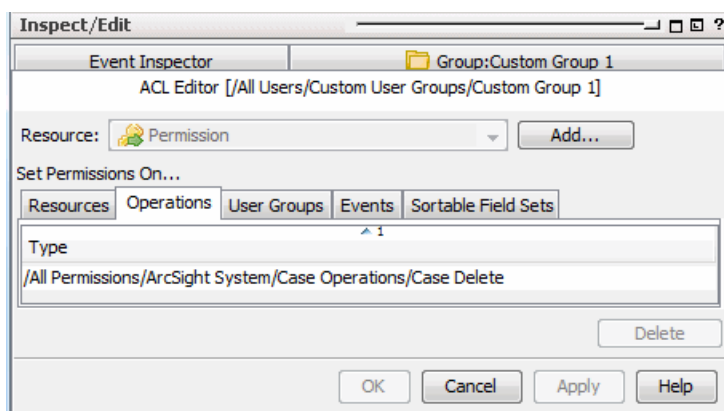 Inspect/Edit ?
Event Inspector Group:Custom Group 1
ACL Editor [/All Users/Custom User Groups/Custom Group 1]
Resource: Permission Add...
Set Permissions On...
Resources Operations User Groups Events Sortable Field Sets
1
Type
/All Permissions/ArcSight System/Case Operations/Case Delete
Delete
OK Cancel Apply Help